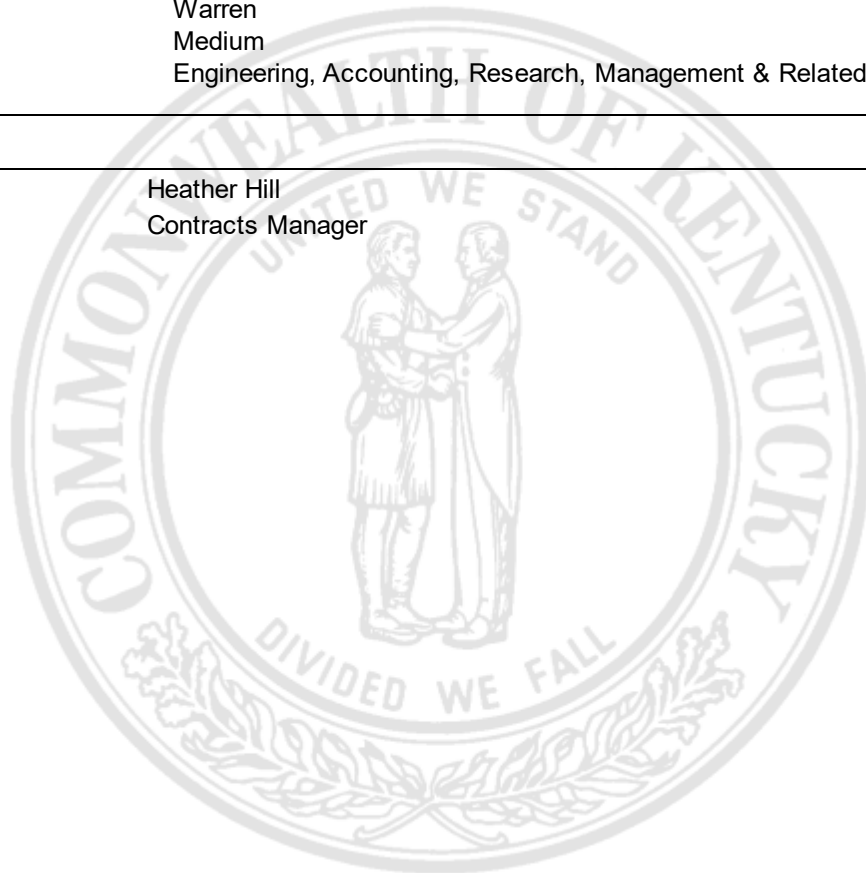 Warren
Medium
Engineering, Accounting, Research, Management & Related
Heather Hill
Contracts Manager
COMMONWEALTH OF KENTUCKY
UNITED WE STAND
DIVIDED WE FALL